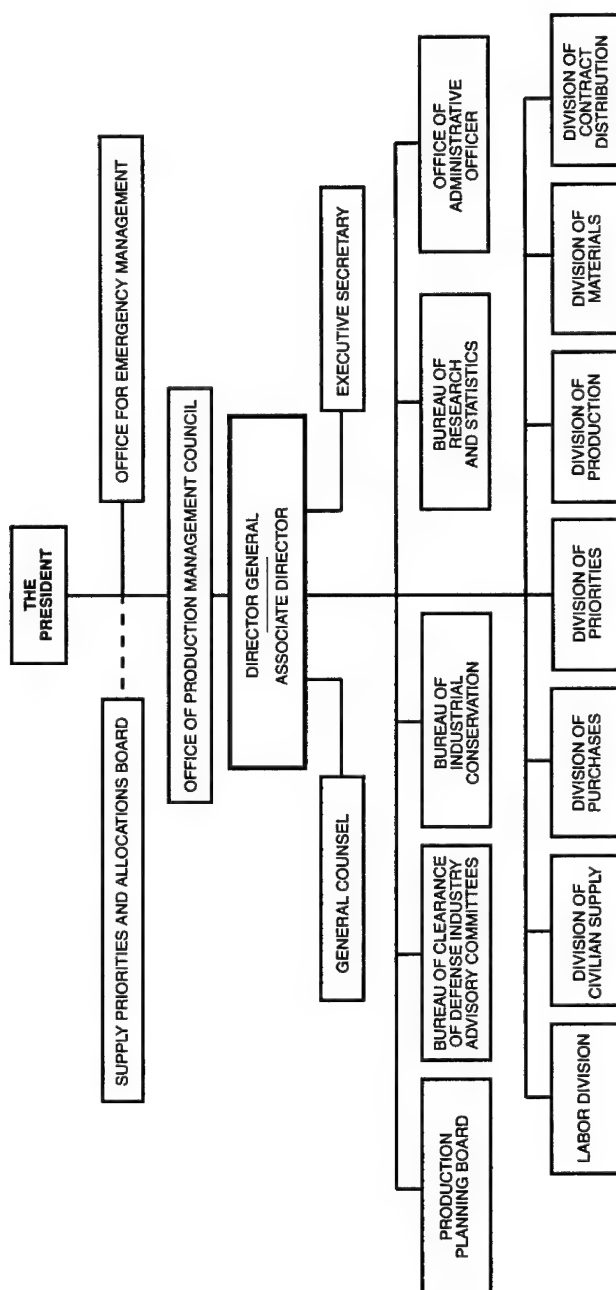 THE
PRESIDENT
SUPPLY PRIORITIES AND ALLOCATIONS BOARD
OFFICE FOR EMERGENCY MANAGEMENT
OFFICE OF PRODUCTION MANAGEMENT COUNCIL
DIRECTOR GENERAL
ASSOCIATE DIRECTOR
GENERAL COUNSEL
EXECUTIVE SECRETARY
PRODUCTION
PLANNING BOARD
BUREAU OF CLEARANCE
OF DEFENSE INDUSTRY
ADVISORY COMMITTEES
BUREAU OF
INDUSTRIAL
CONSERVATION
BUREAU OF
RESEARCH
AND STATISTICS
OFFICE OF
ADMINISTRATIVE
OFFICER
LABOR DIVISION
DIVISION OF
CIVILIAN SUPPLY
DIVISION OF
PURCHASES
DIVISION OF
PRIORITIES
DIVISION OF
PRODUCTION
DIVISION OF
MATERIALS
DIVISION OF
CONTRACT
DISTRIBUTION